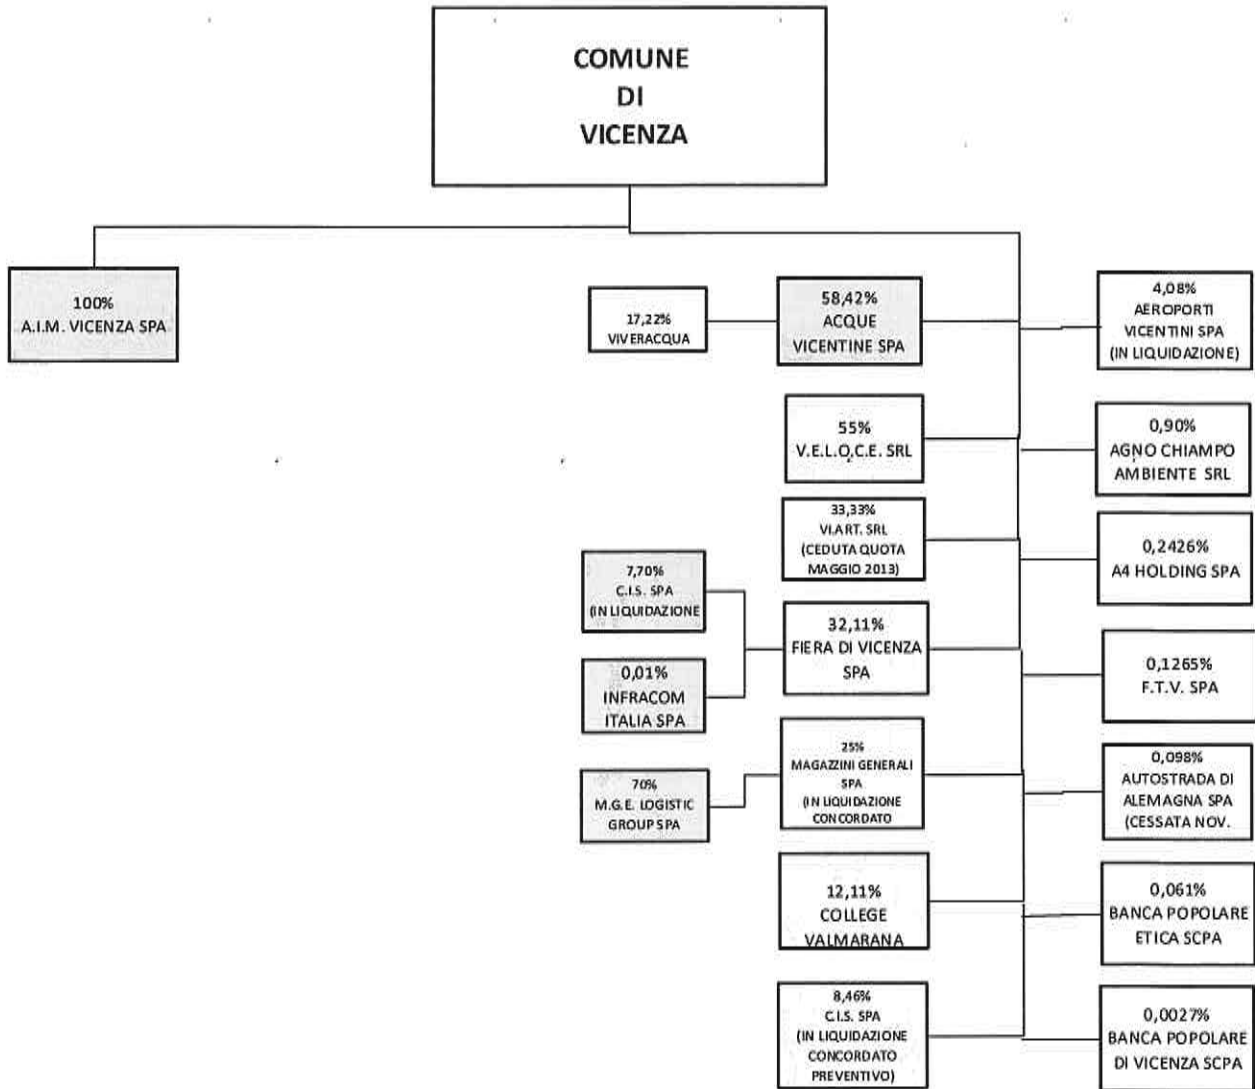 COMUNE
DI
VICENZA
100%
A.I.M. VICENZA SPA
17,22%
VIVERACQUA
58,42%
ACQUE
VICENTINE SPA
4,08%
AEROPORTI
VICENTINI SPA
(IN LIQUIDAZIONE)
55%
V.E.L.O.C.E. SRL
0,90%
AGNO CHIAMPO
AMBIENTE SRL
33,33%
VI.ART. SRL
(CEDUTA QUOTA
MAGGIO 2013)
0,2426%
A4 HOLDING SPA
7,70%
C.I.S. SPA
(IN LIQUIDAZIONE
32,11%
FIERA DI VICENZA
SPA
0,01%
INFRACOM
ITALIA SPA
0,1265%
F.T.V. SPA
25%
MAGAZZINI GENERALI
SPA
(IN LIQUIDAZIONE
CONCORDATO
70%
M.G.E. LOGISTIC
GROUP SPA
0,098%
AUTOSTRADA DI
ALEMAGNA SPA
(CESSATA NOV.
12,11%
COLLEGE
VALMARANA
0,061%
BANCA POPOLARE
ETICA SCPA
8,46%
C.I.S. SPA
(IN LIQUIDAZIONE
CONCORDATO
PREVENTIVO)
0,0027%
BANCA POPOLARE
DI VICENZA SCPA